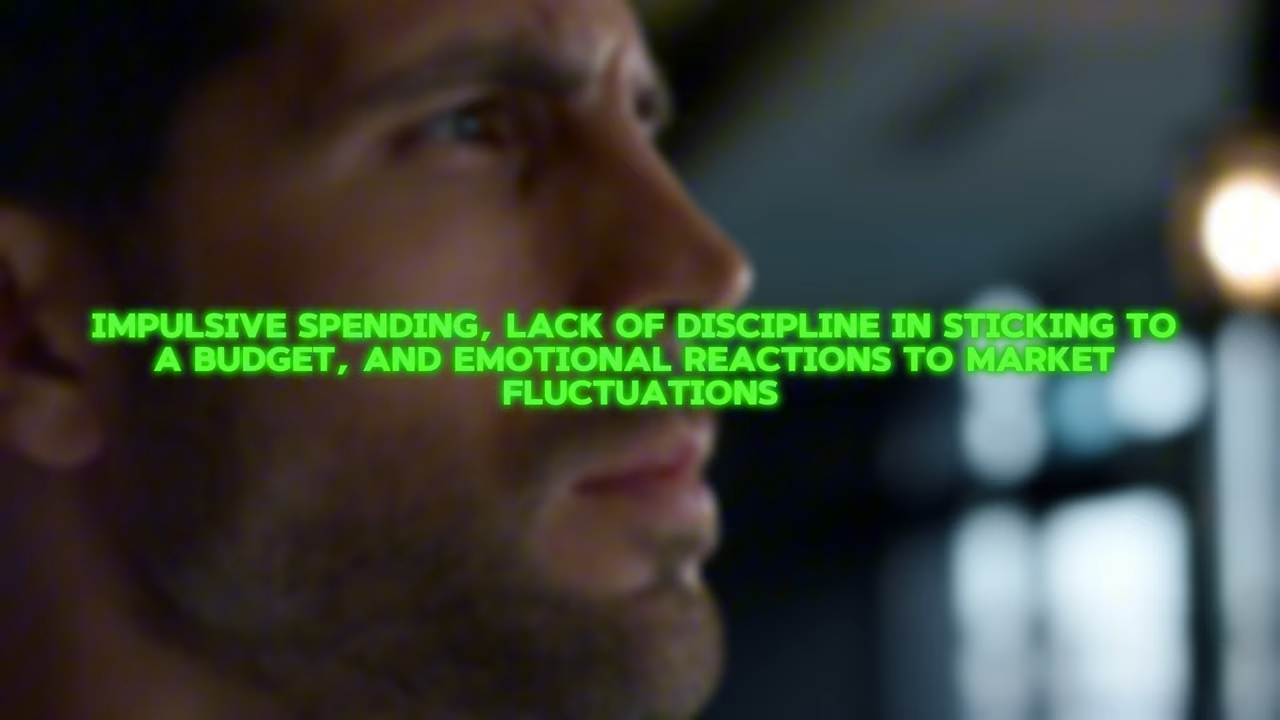 IMPULSIVE SPENDING, LACK OF DISCIPLINE IN STICKING TO
A BUDGET, AND EMOTIONAL REACTIONS TO MARKET
FLUCTUATIONS